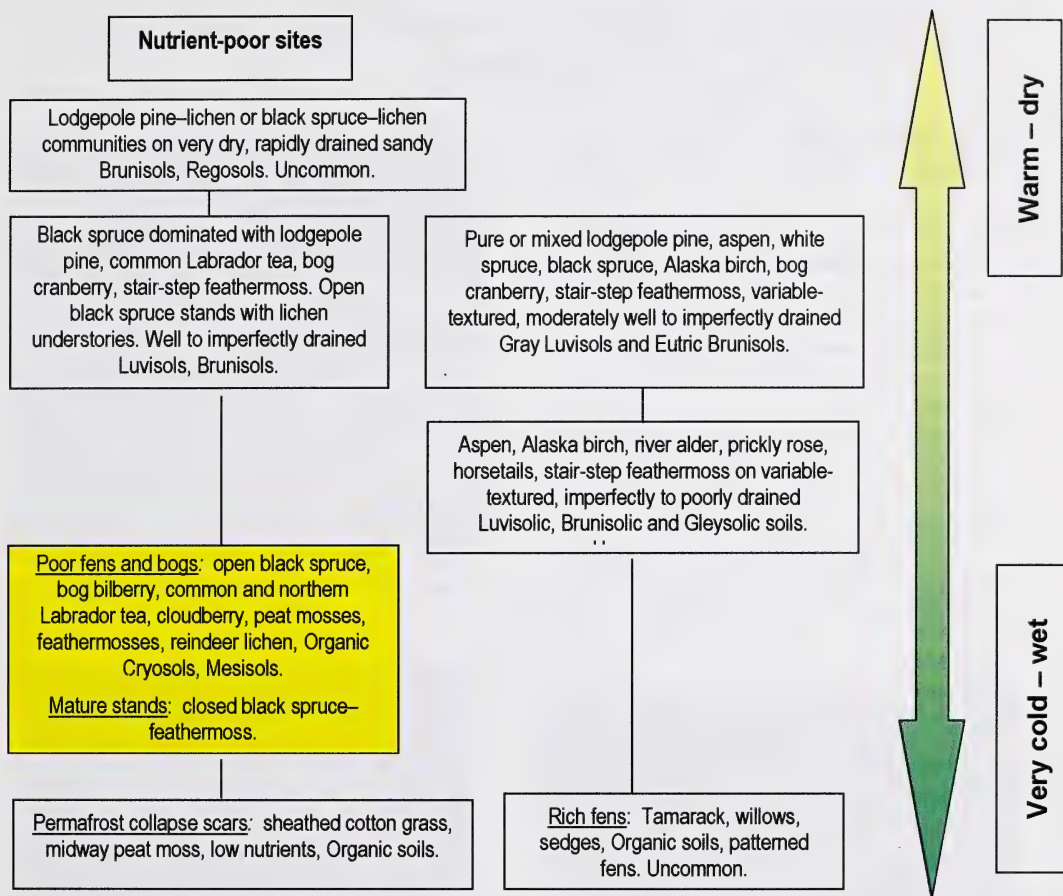 Nutrient-poor sites
Lodgepole pine–lichen or black spruce–lichen
communities on very dry, rapidly drained sandy
Brunisols, Regosols. Uncommon.
Black spruce dominated with lodgepole
pine, common Labrador tea, bog
cranberry, stair-step feathermoss. Open
black spruce stands with lichen
understories. Well to imperfectly drained
Luvisols, Brunisols.
Pure or mixed lodgepole pine, aspen, white
spruce, black spruce, Alaska birch, bog
cranberry, stair-step feathermoss, variable-
textured, moderately well to imperfectly drained
Gray Luvisols and Eutric Brunisols.
Aspen, Alaska birch, river alder, prickly rose,
horsetails, stair-step feathermoss on variable-
textured, imperfectly to poorly drained
Luvisolic, Brunisolic and Gleysolic soils.
Poor fens and bogs: open black spruce,
bog bilberry, common and northern
Labrador tea, cloudberry, peat mosses,
feathermosses, reindeer lichen, Organic
Cryosols, Mesisols.
Mature stands: closed black spruce–
feathermoss.
Permafrost collapse scars: sheathed cotton grass,
midway peat moss, low nutrients, Organic soils.
Rich fens: Tamarack, willows,
sedges, Organic soils, patterned
fens. Uncommon.
Warm – dry
Very cold – wet